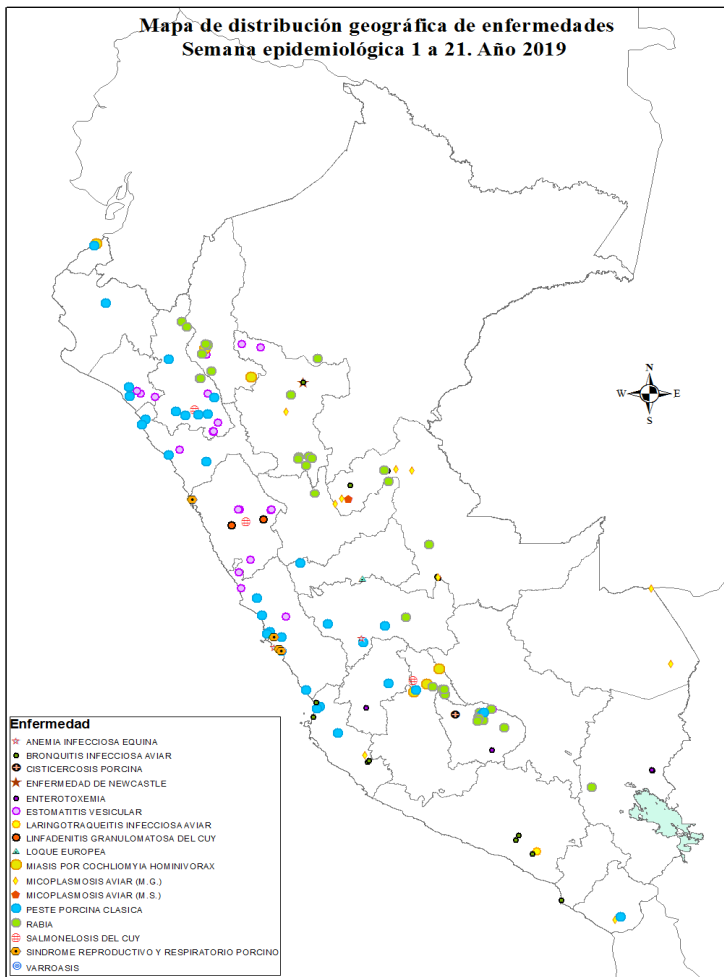 Mapa de distribución geográfica de enfermedades
Semana epidemiológica 1 a 21. Año 2019
N
W E
S
Enfermedad
ANEMIA INFECCIOSA EQUINA
BRONQUITIS INFECCIOSA AVIAR
CISTICERCOSIS PORCINA
ENFERMEDAD DE NEWCASTLE
ENTEROTOXEMIA
ESTOMATITIS VESICULAR
LARINGOTRAQUEITIS INFECCIOSA AVIAR
LINFADENITIS GRANULOMATOSA DEL CUY
LOQUE EUROPEA
MIASIS POR COCHLIOMYIA HOMINIVORAX
MICOPLASMOSIS AVIAR (M.G.)
MICOPLASMOSIS AVIAR (M.S.)
PESTE PORCINA CLASICA
RABIA
SALMONELOSIS DEL CUY
SINDROME REPRODUCTIVO Y RESPIRATORIO PORCINO
VARROASIS